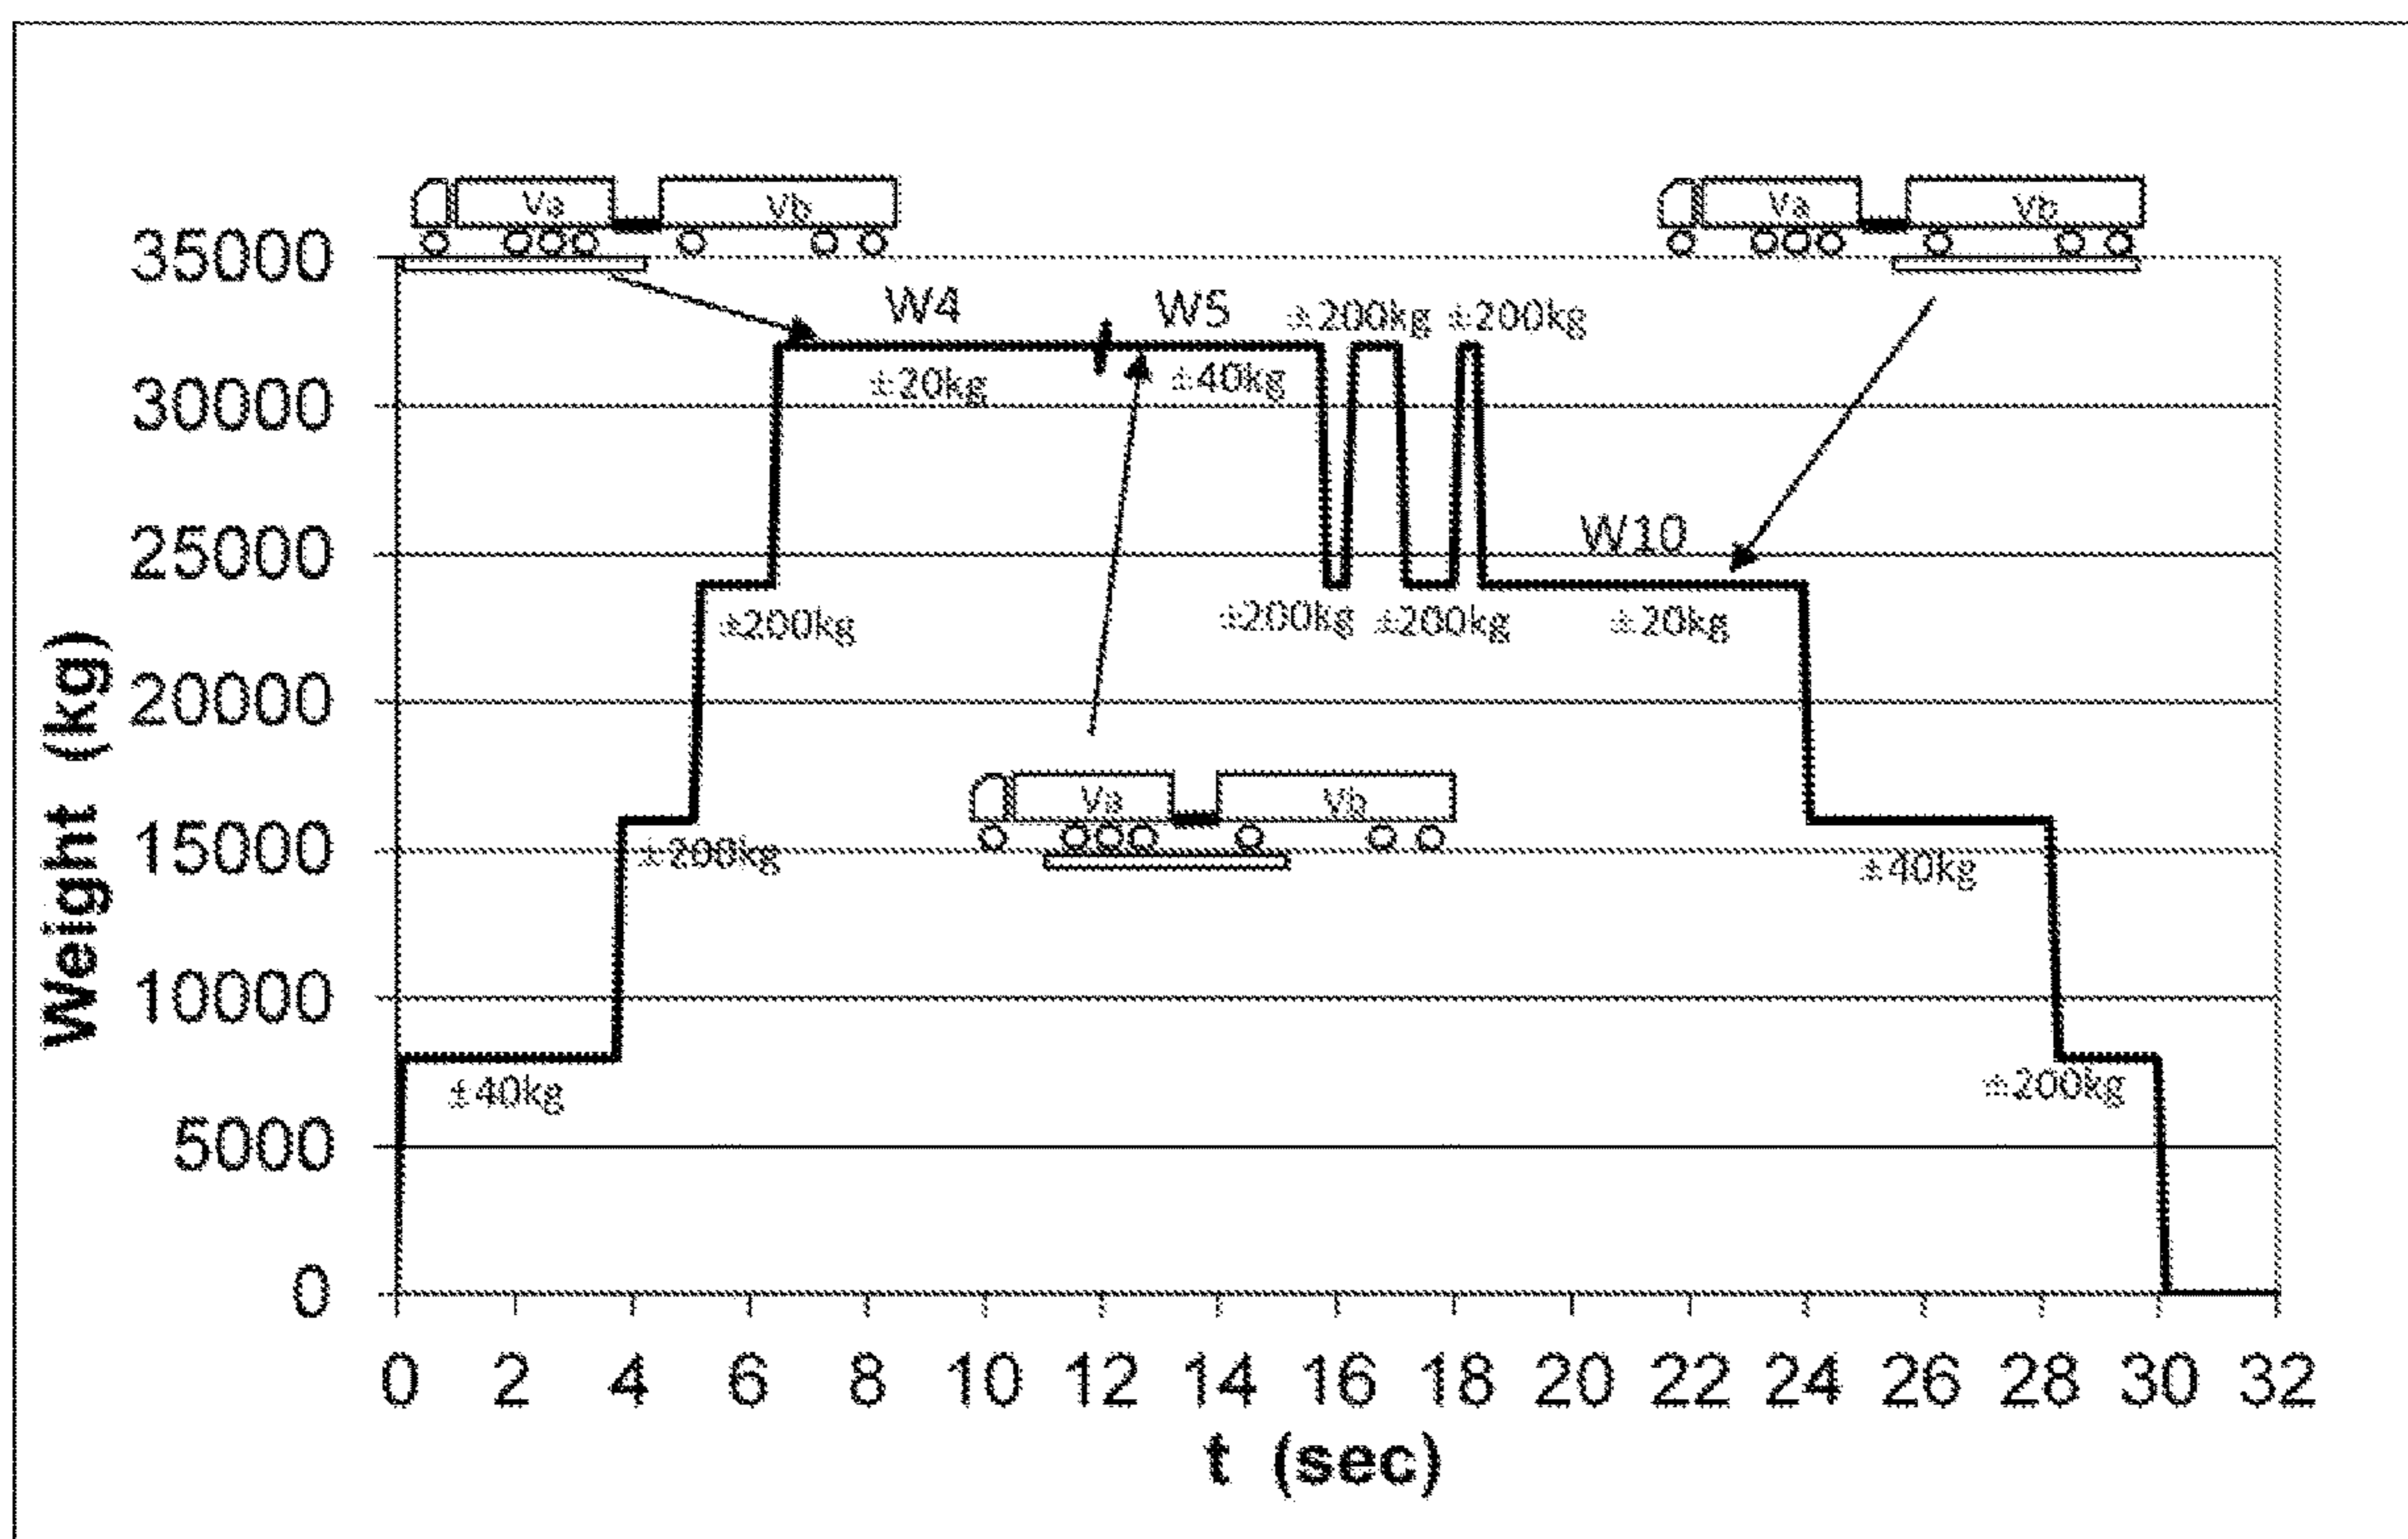 Va Vb
Va Vb
35000
W4 W5 ±200kg ±200kg
±20kg ±40kg
30000
W10
25000
±200kg ±200kg ±200kg ±20kg
20000
Va Vb
15000
±200kg ±40kg
10000
±40kg ±200kg
5000
0
Weight (kg)
0 2 4 6 8 10 12 14 16 18 20 22 24 26 28 30 32
t (sec)